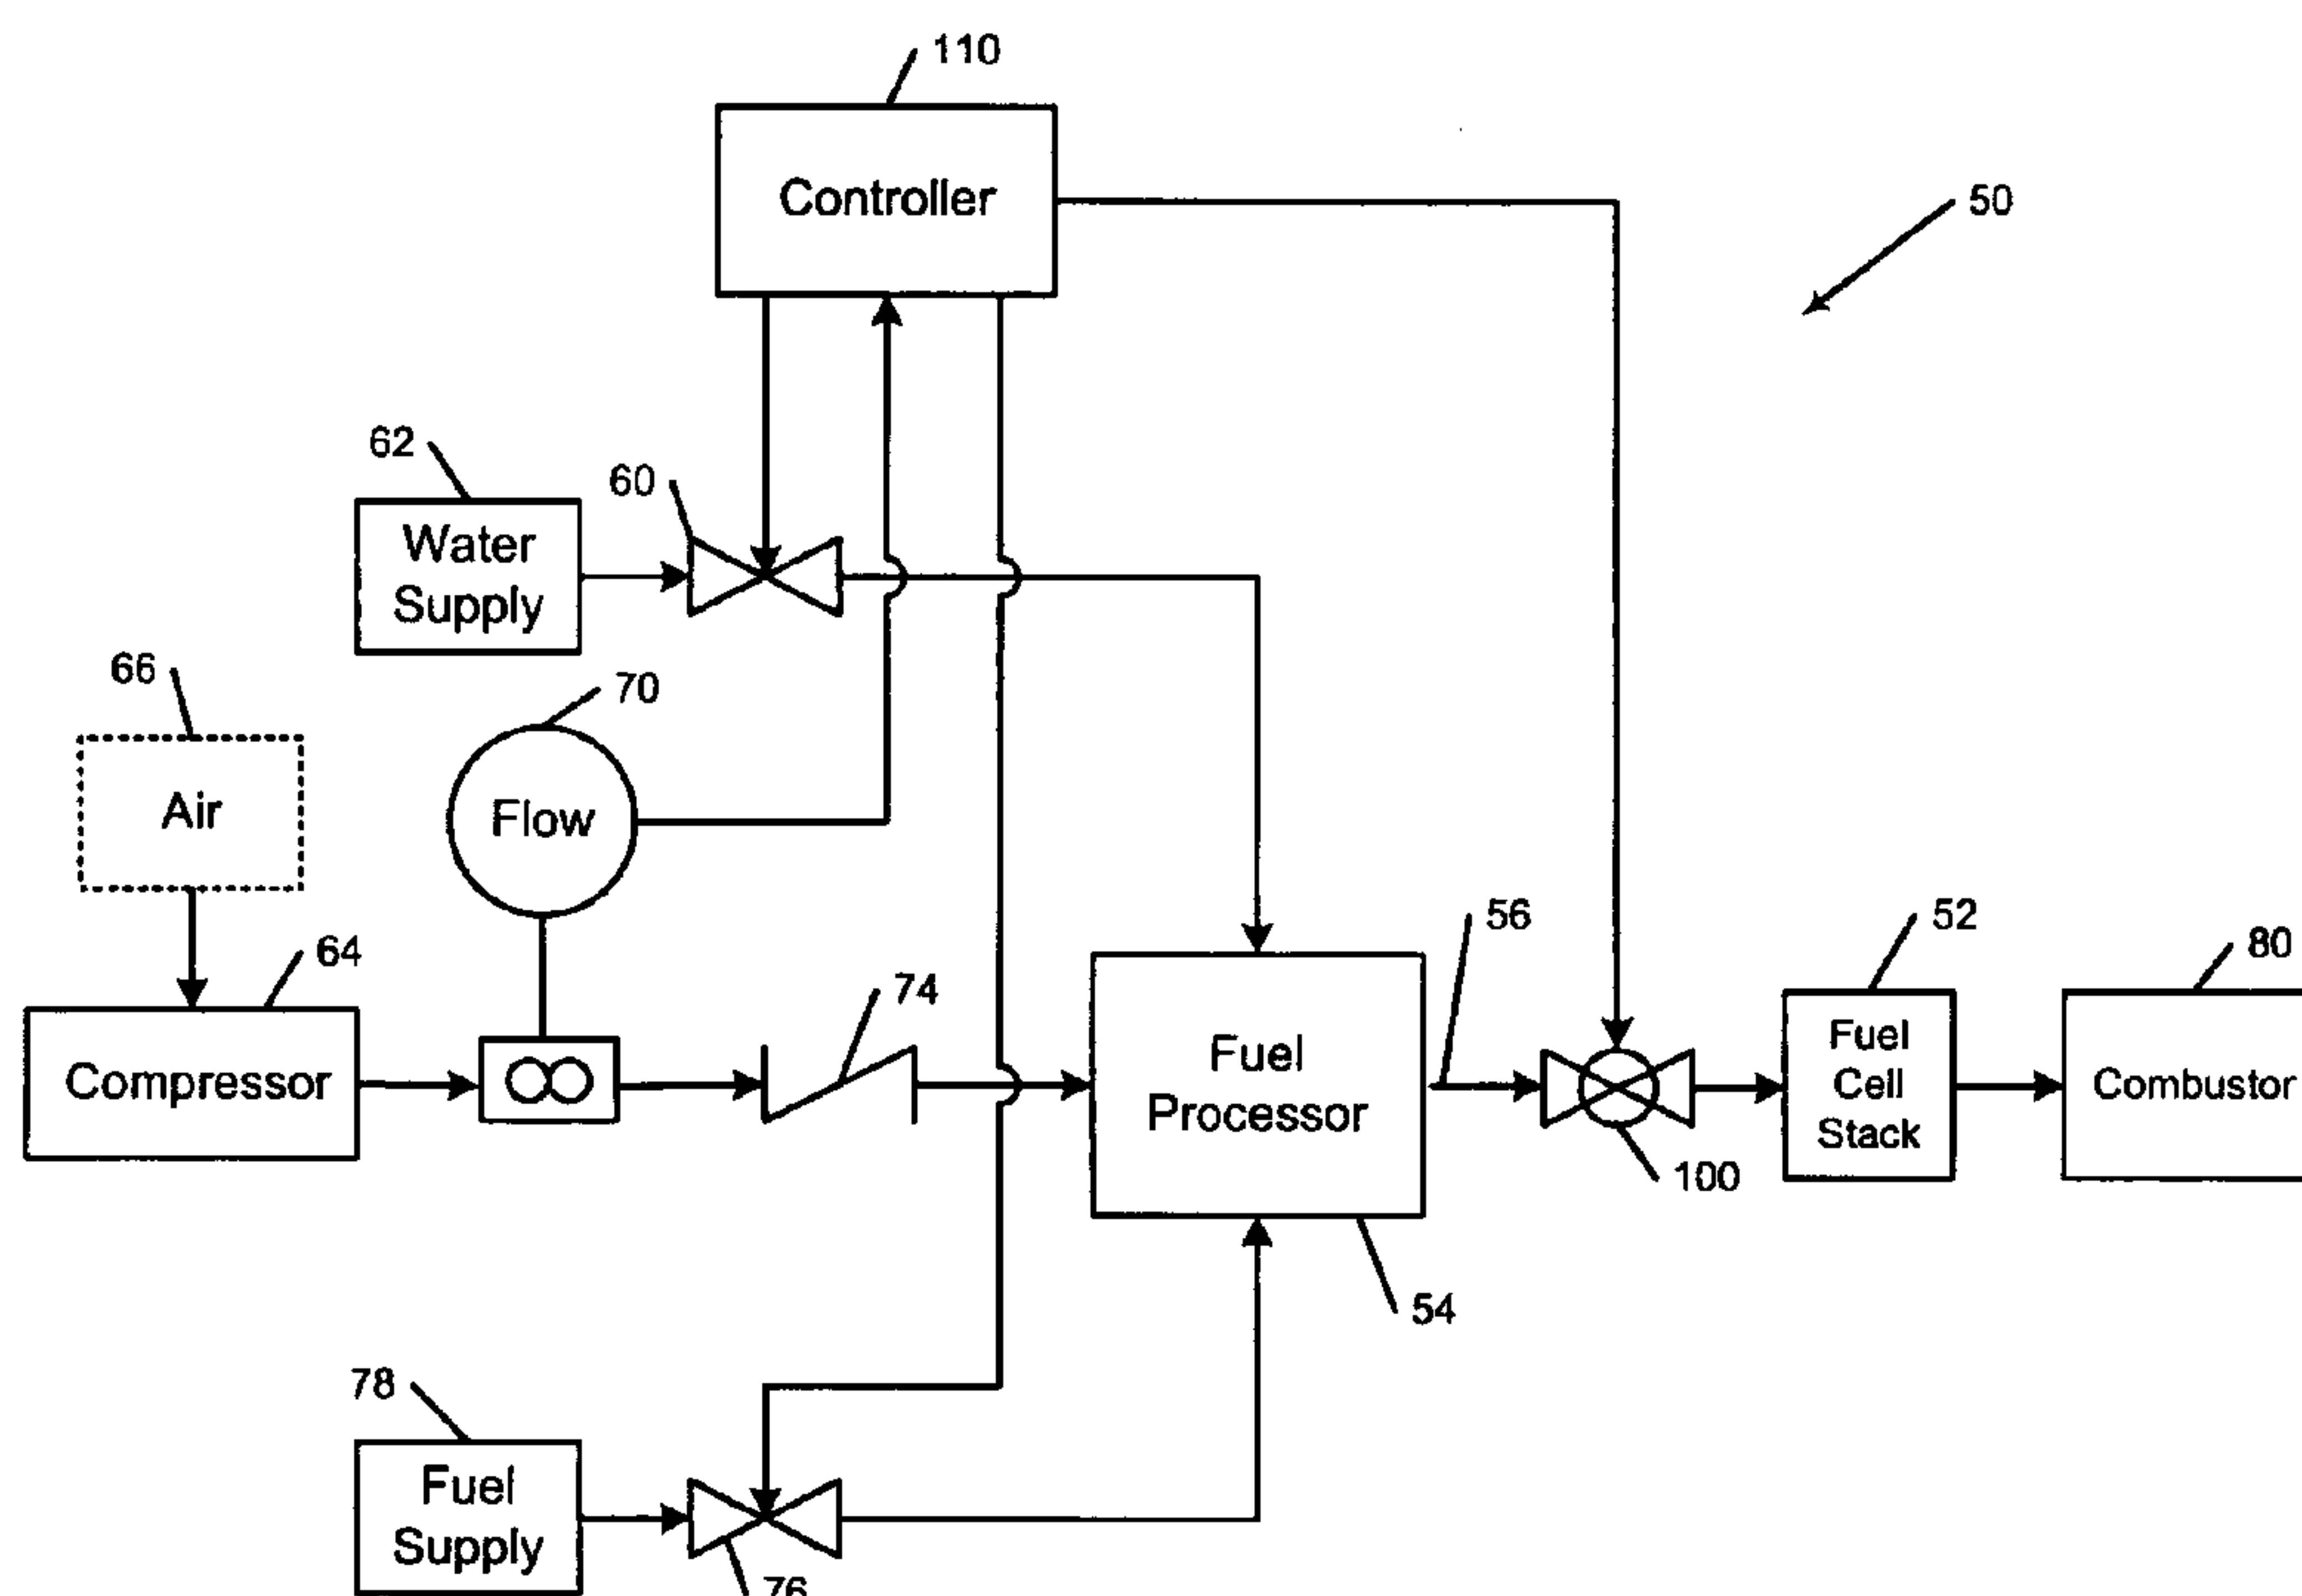 110
Controller
50
62
60
Water
Supply
66
70
Air
Flow
64
74
56
52
80
Compressor
Fuel
Processor
Fuel
Cell
Stack
Combustor
100
54
78
Fuel
Supply
76